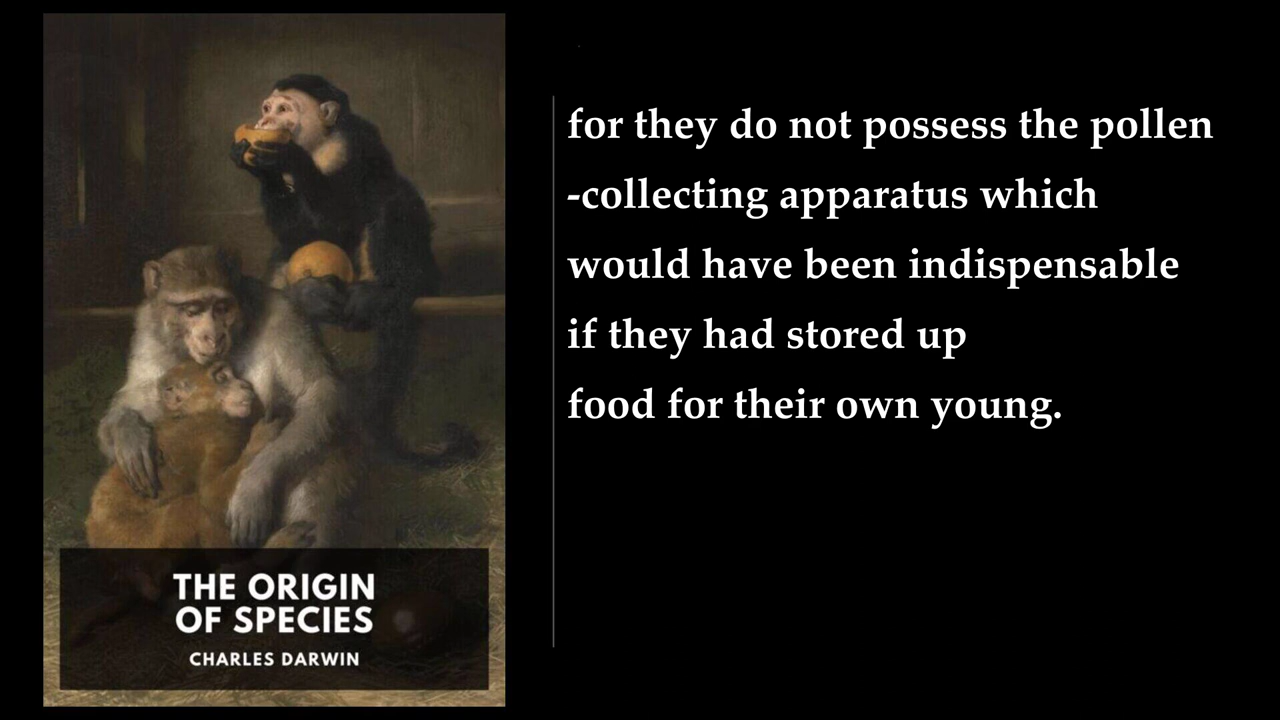 THE ORIGIN
OF SPECIES
CHARLES DARWIN
for they do not possess the pollen
-collecting apparatus which
would have been indispensable
if they had stored up
food for their own young.